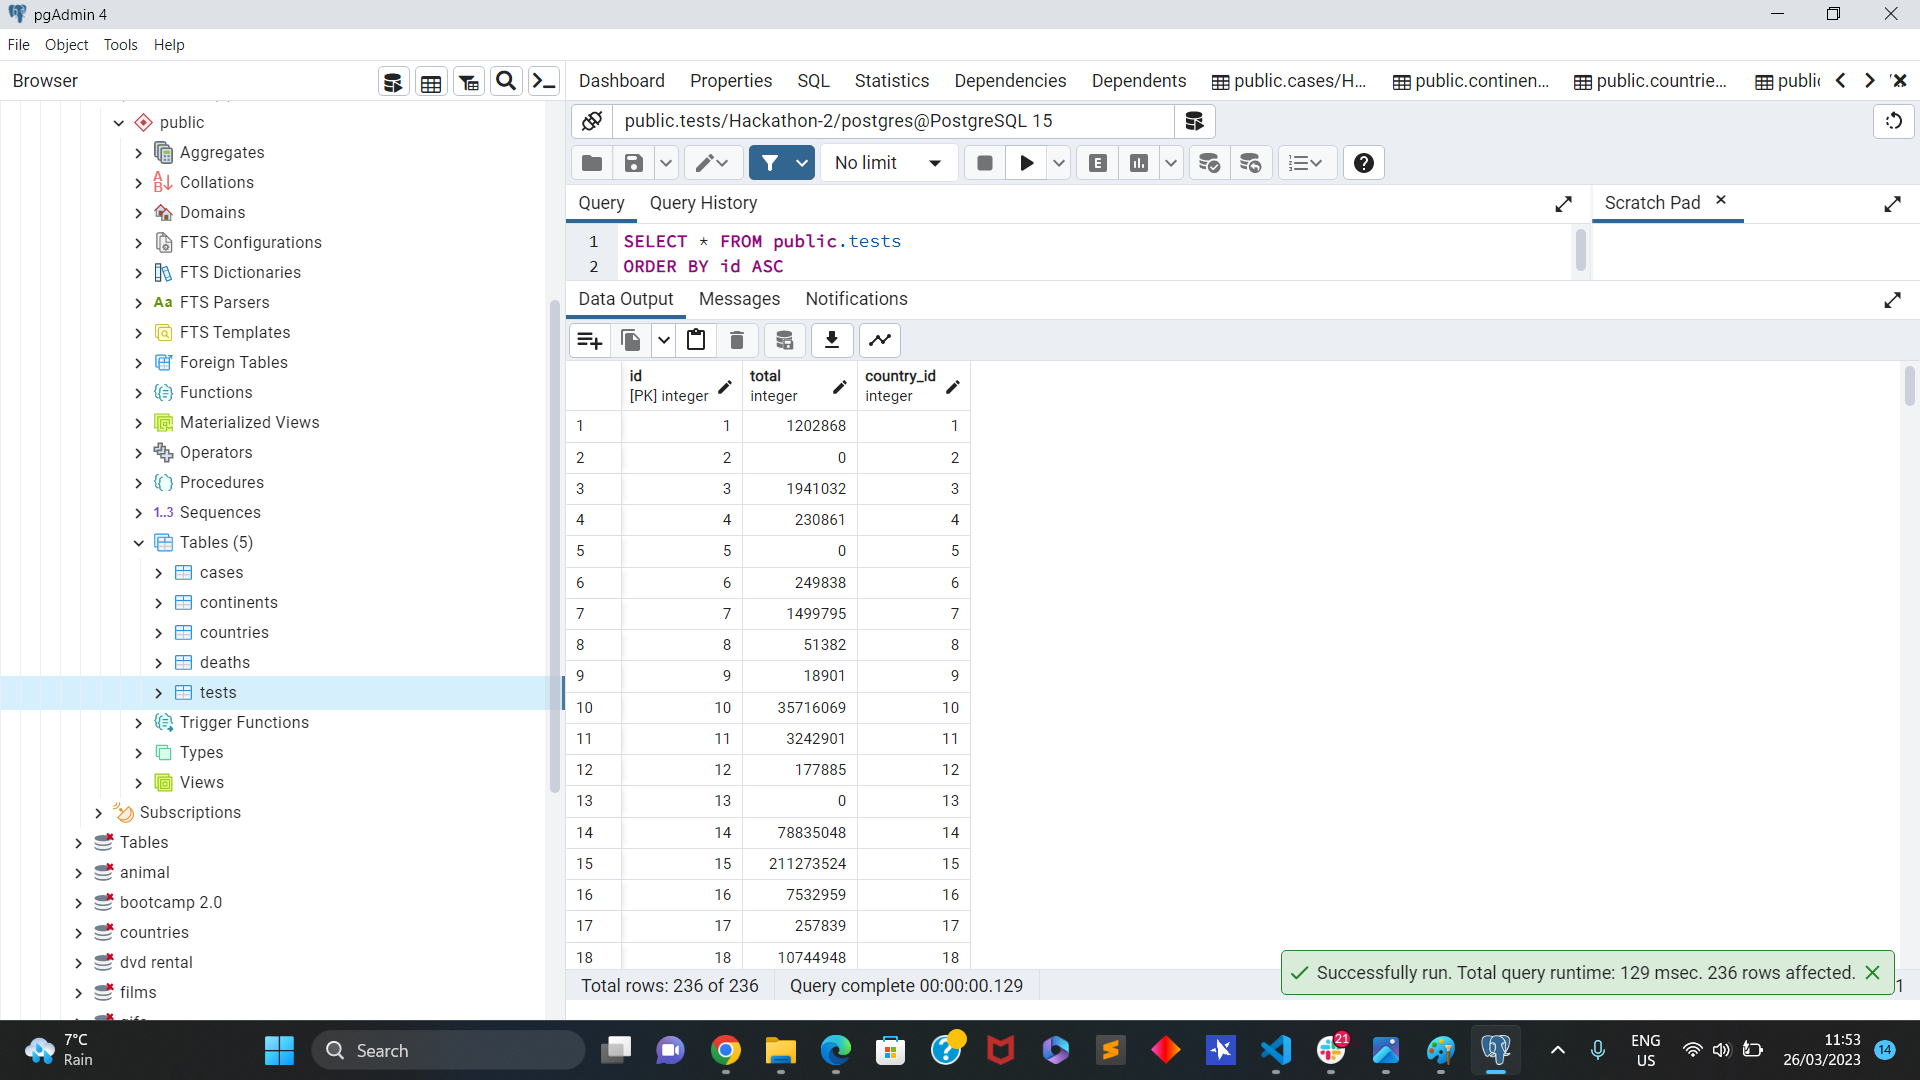 pgAdmin 4
File Object Tools Help
Browser
Dashboard Properties SQL Statistics Dependencies Dependents public.cases/H... public.continen... public.countrie... public
public.tests/Hackathon-2/postgres@PostgreSQL 15
No limit
Query Query History
Scratch Pad
1 SELECT * FROM public.tests
2 ORDER BY id ASC
Data Output Messages Notifications
id total country_id
[PK] integer integer integer
1 1 1202868 1
2 2 0 2
3 3 1941032 3
4 4 230861 4
5 5 0 5
6 6 249838 6
7 7 1499795 7
8 8 51382 8
9 9 18901 9
10 10 35716069 10
11 11 3242901 11
12 12 177885 12
13 13 0 13
14 14 78835048 14
15 15 211273524 15
16 16 7532959 16
17 17 257839 17
18 18 10744948 18
Total rows: 236 of 236 Query complete 00:00:00.129
Successfully run. Total query runtime: 129 msec. 236 rows affected.
1
public
Aggregates
Collations
Domains
FTS Configurations
FTS Dictionaries
Aa FTS Parsers
FTS Templates
Foreign Tables
Functions
Materialized Views
Operators
Procedures
1..3 Sequences
Tables (5)
cases
continents
countries
deaths
tests
Trigger Functions
Types
Views
Subscriptions
Tables
animal
bootcamp 2.0
countries
dvd rental
films
7°C
Rain
Search
21
ENG
US
11:53
26/03/2023
14